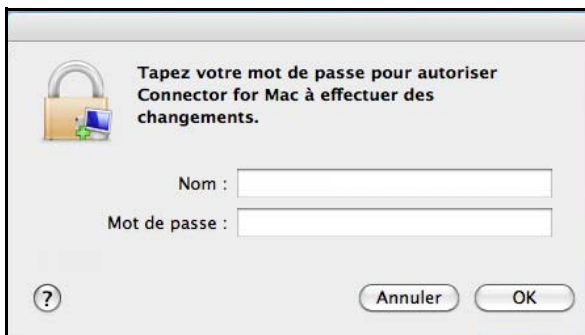 Tapez votre mot de passe pour autoriser
Connector for Mac à effectuer des
changements.
Nom :
Mot de passe :
?
Annuler
OK